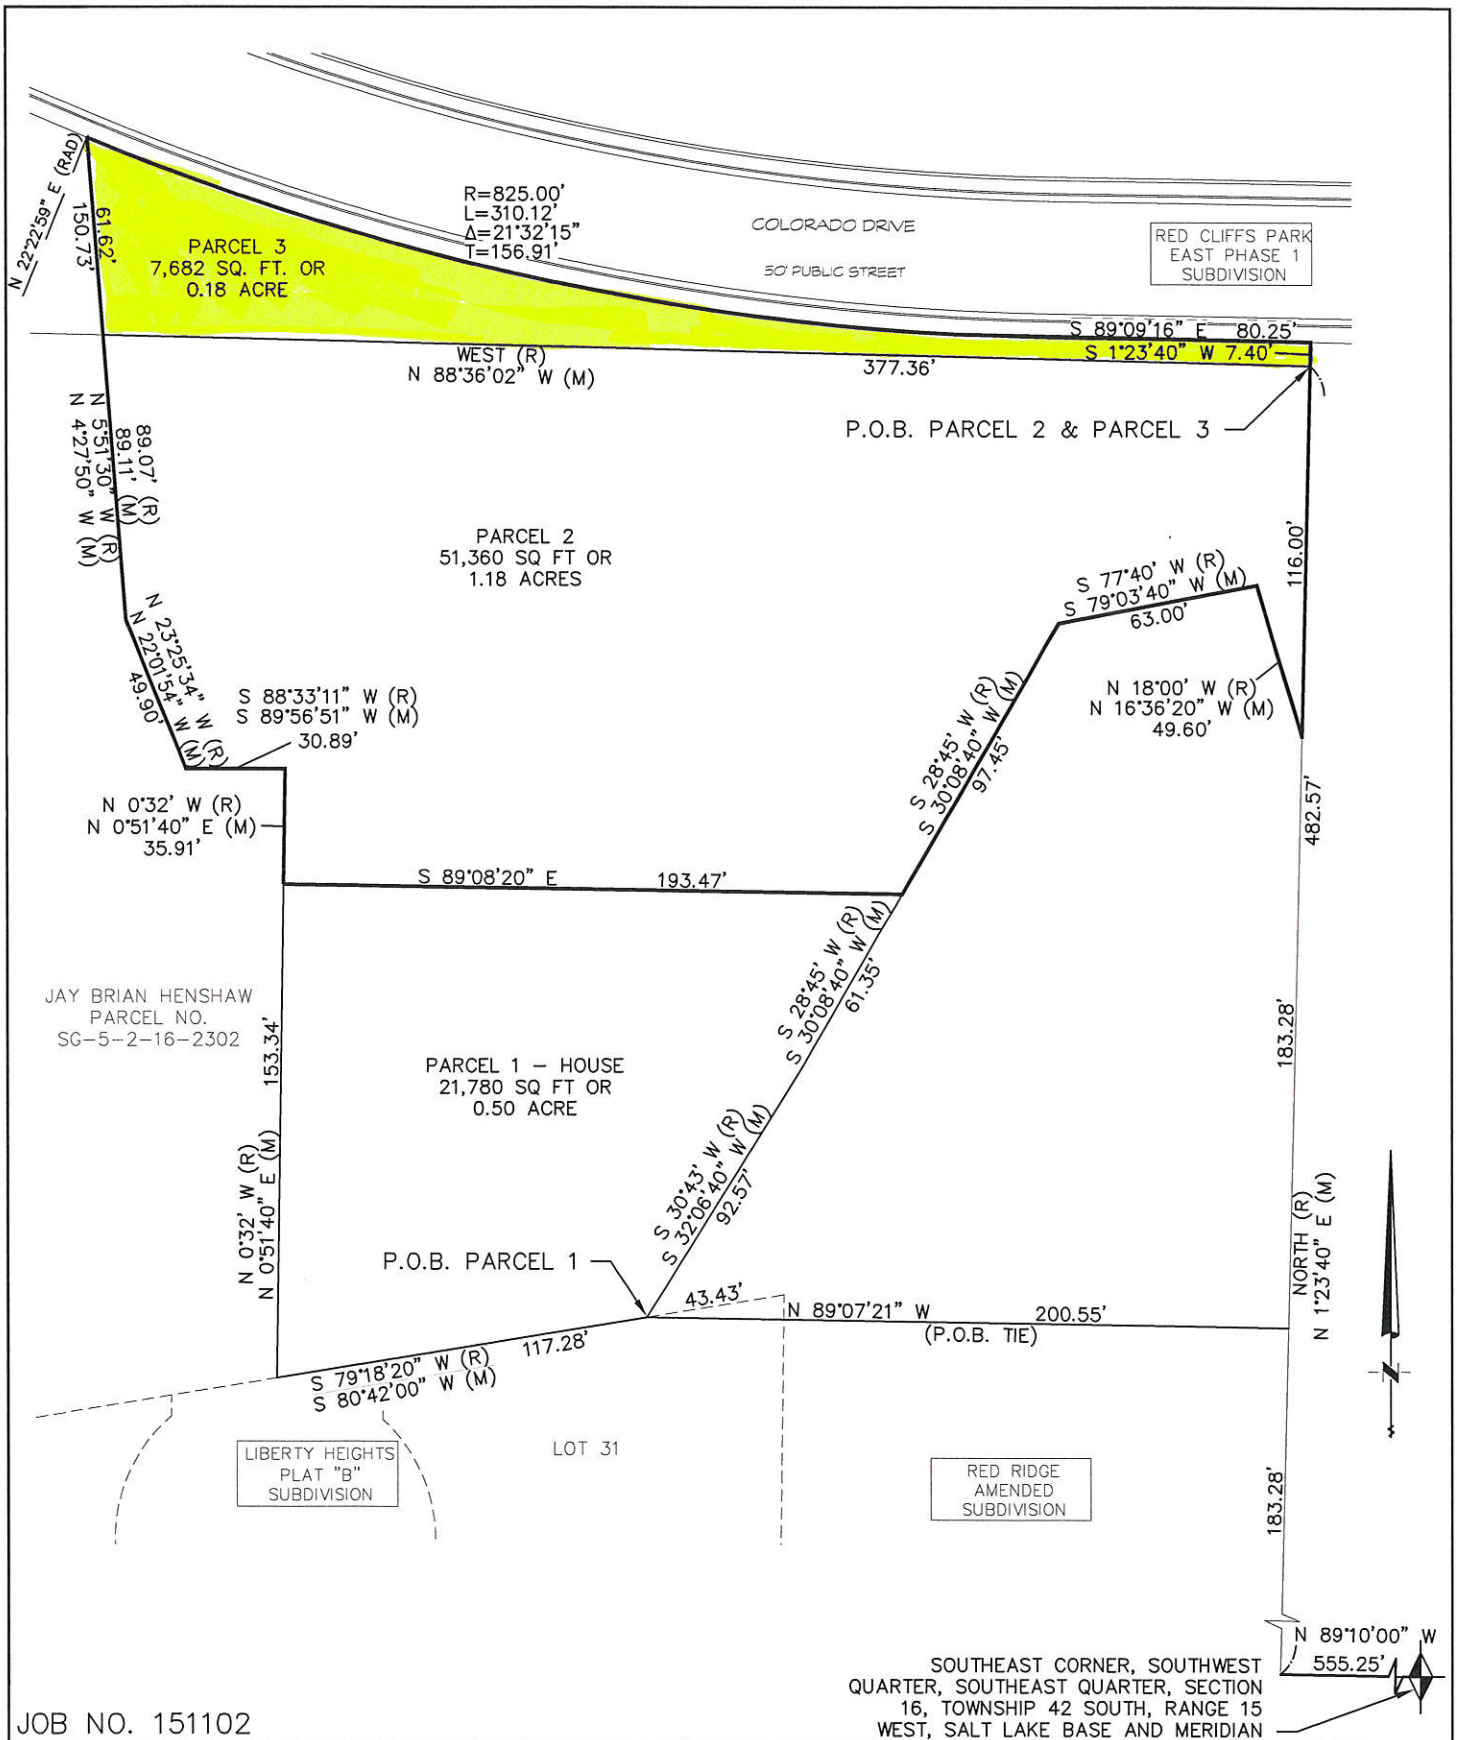 N 22°22'59" E (RAD)
61.62'
150.73'
PARCEL 3
7,682 SQ. FT. OR
0.18 ACRE
R=825.00'
L=310.12'
Δ=21°32'15"
T=156.91'
COLORADO DRIVE
50' PUBLIC STREET
RED CLIFFS PARK
EAST PHASE 1
SUBDIVISION
S 89°09'16" E 80.25'
S 1°23'40" W 7.40'
WEST (R)
N 88°36'02" W (M)
377.36'
P.O.B. PARCEL 2 & PARCEL 3
89.07' (R)
89.11' (M)
N 5°51'30" W (R)
N 4°27'50" W (M)
PARCEL 2
51,360 SQ FT OR
1.18 ACRES
116.00'
S 77°40' W (R)
S 79°03'40" W (M)
63.00'
N 23°25'34" W (R)
N 22°01'54" W (M)
49.90'
S 88°33'11" W (R)
S 89°56'51" W (M)
30.89'
N 18°00' W (R)
N 16°36'20" W (M)
49.60'
S 28°45' W (R)
S 30°08'40" W (M)
97.45'
N 0°32' W (R)
N 0°51'40" E (M)
35.91'
482.57'
S 89°08'20" E 193.47'
S 28°45' W (R)
S 30°08'40" W (M)
61.35'
JAY BRIAN HENSHAW
PARCEL NO.
SG-5-2-16-2302
153.34'
183.28'
PARCEL 1 - HOUSE
21,780 SQ FT OR
0.50 ACRE
S 30°43' W (R)
S 32°06'40" W (M)
92.57'
N 0°32' W (R)
N 0°51'40" E (M)
NORTH (R)
N 1°23'40" E (M)
P.O.B. PARCEL 1
43.43'
N 89°07'21" W 200.55'
(P.O.B. TIE)
117.28'
S 79°18'20" W (R)
S 80°42'00" W (M)
N
LIBERTY HEIGHTS
PLAT "B"
SUBDIVISION
LOT 31
RED RIDGE
AMENDED
SUBDIVISION
183.28'
N 89°10'00" W
555.25'
SOUTHEAST CORNER, SOUTHWEST
QUARTER, SOUTHEAST QUARTER, SECTION
16, TOWNSHIP 42 SOUTH, RANGE 15
WEST, SALT LAKE BASE AND MERIDIAN
JOB NO. 151102